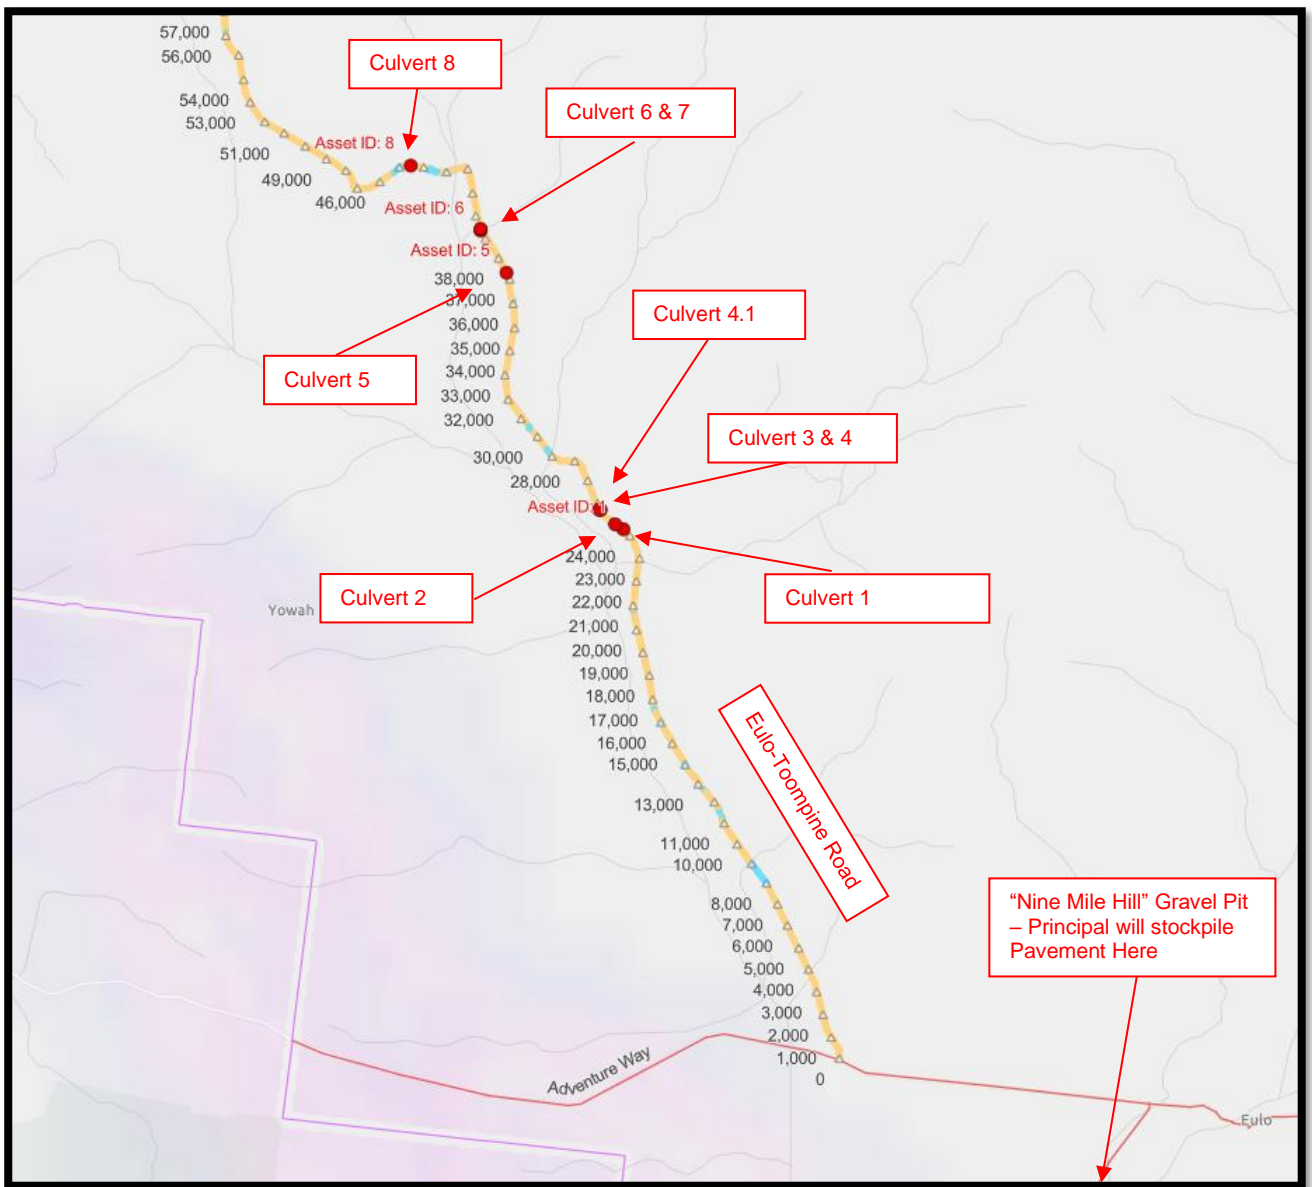 57,000
56,000
Culvert 8
54,000
Culvert 6 & 7
53,000
Asset ID: 8
51,000
49,000
46,000
Asset ID: 6
Asset ID: 5
38,000
37,000
36,000
Culvert 4.1
35,000
34,000
Culvert 5
33,000
32,000
Culvert 3 & 4
30,000
28,000
Asset ID: 1
24,000
23,000
Culvert 2
Culvert 1
22,000
Yowah
21,000
20,000
19,000
18,000
17,000
16,000
15,000
Eulo-Toompine Road
13,000
11,000
10,000
8,000
“Nine Mile Hill” Gravel Pit
– Principal will stockpile
Pavement Here
7,000
6,000
5,000
4,000
3,000
2,000
1,000
0
Adventure Way
Eulo